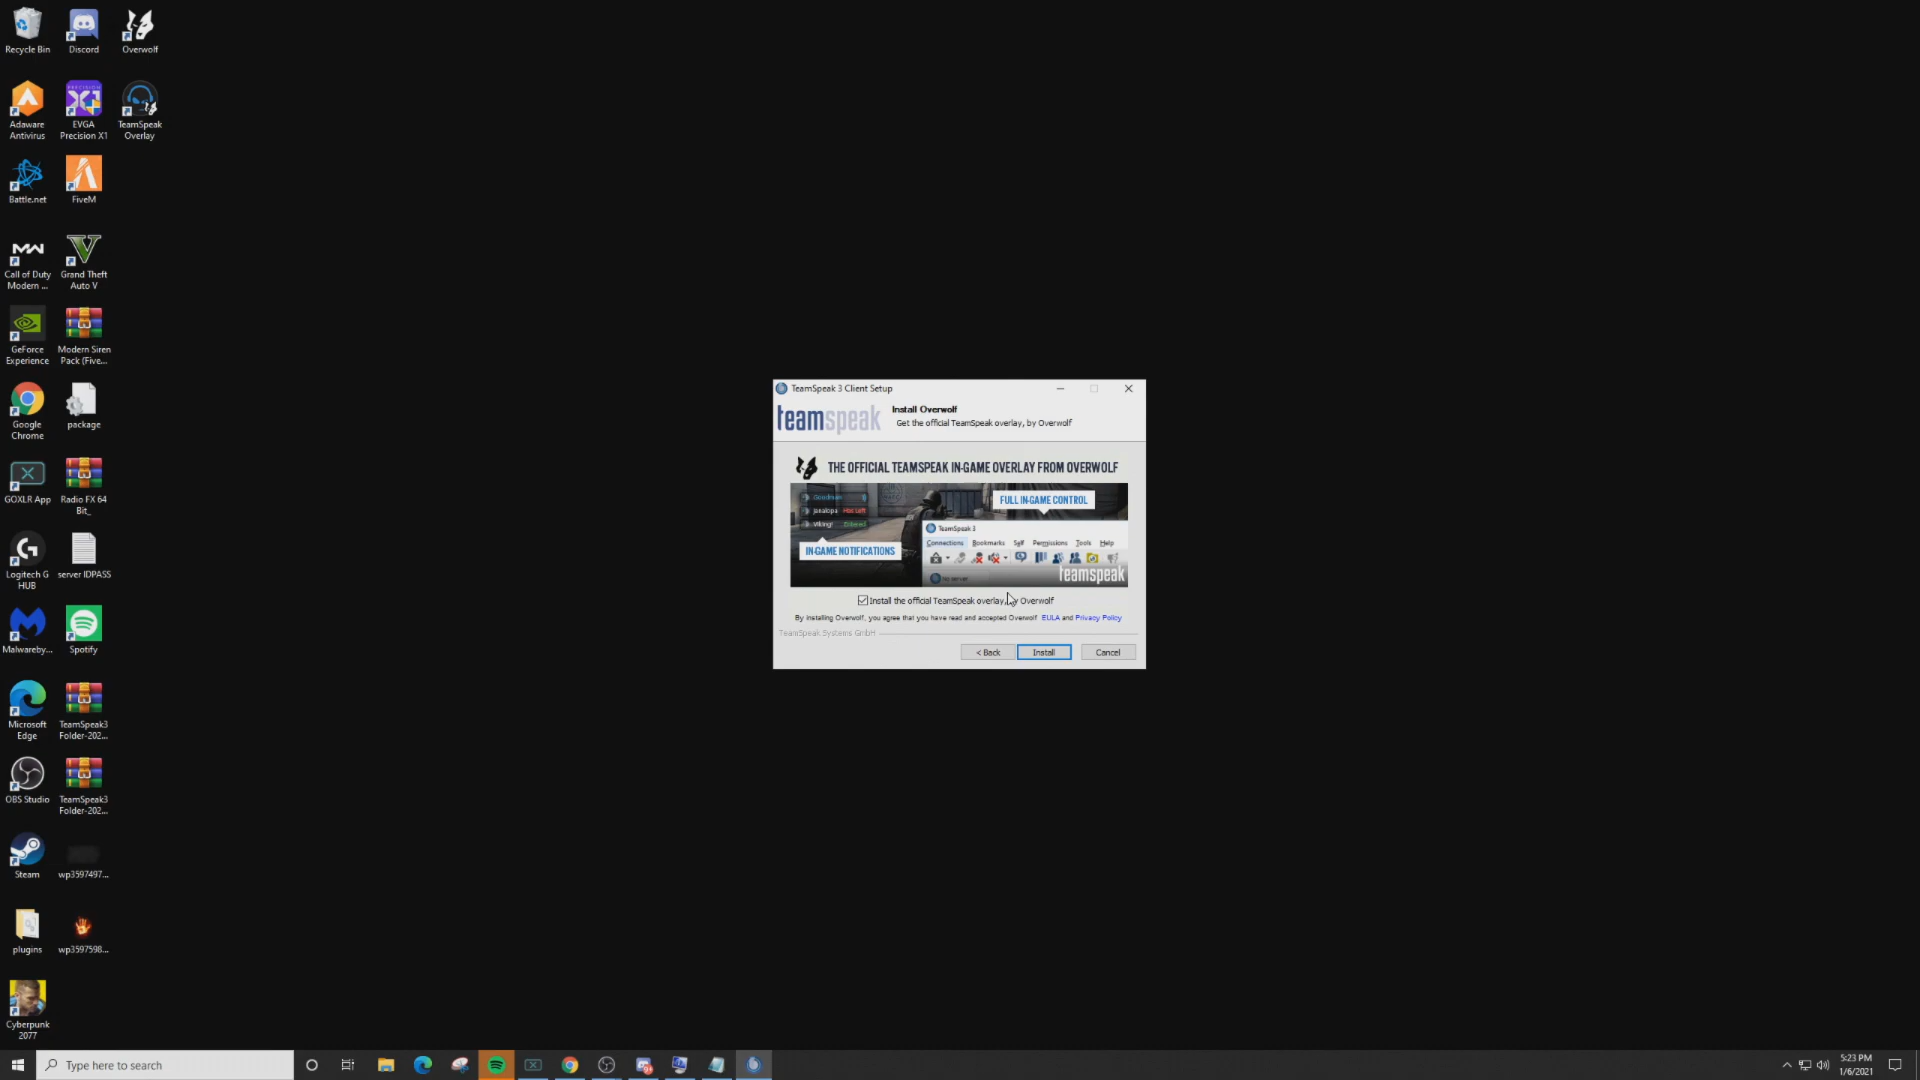 Recycle Bin
Discord
Overwolf
Adaware
Antivirus
EVGA
Precision X1
TeamSpeak
Overlay
Battle.net
FiveM
Call of Duty
Modern ...
Grand Theft
Auto V
GeForce
Experience
Modern Siren
Pack (Five...
Google
Chrome
package
GOXLR App
Radio FX 64
Bit_
Logitech G
HUB
server IDPASS
Malwareby...
Spotify
Microsoft
Edge
TeamSpeak3
Folder-202...
OBS Studio
TeamSpeak3
Folder-202...
Steam
wp3597497...
plugins
wp3597598...
Cyberpunk
2077
TeamSpeak 3 Client Setup
teamspeak
Install Overwolf
Get the official TeamSpeak overlay, by Overwolf
THE OFFICIAL TEAMSPEAK IN-GAME OVERLAY FROM OVERWOLF
Goodman
FULL IN-GAME CONTROL
IN-GAME NOTIFICATIONS
TeamSpeak 3
Connections Bookmarks Self Permissions Tools Help
teamspeak
Install the official TeamSpeak overlay, by Overwolf
By installing Overwolf, you agree that you have read and accepted Overwolf EULA and Privacy Policy
TeamSpeak Systems GmbH
< Back
Install
Cancel
Type here to search
5:23 PM
1/6/2021